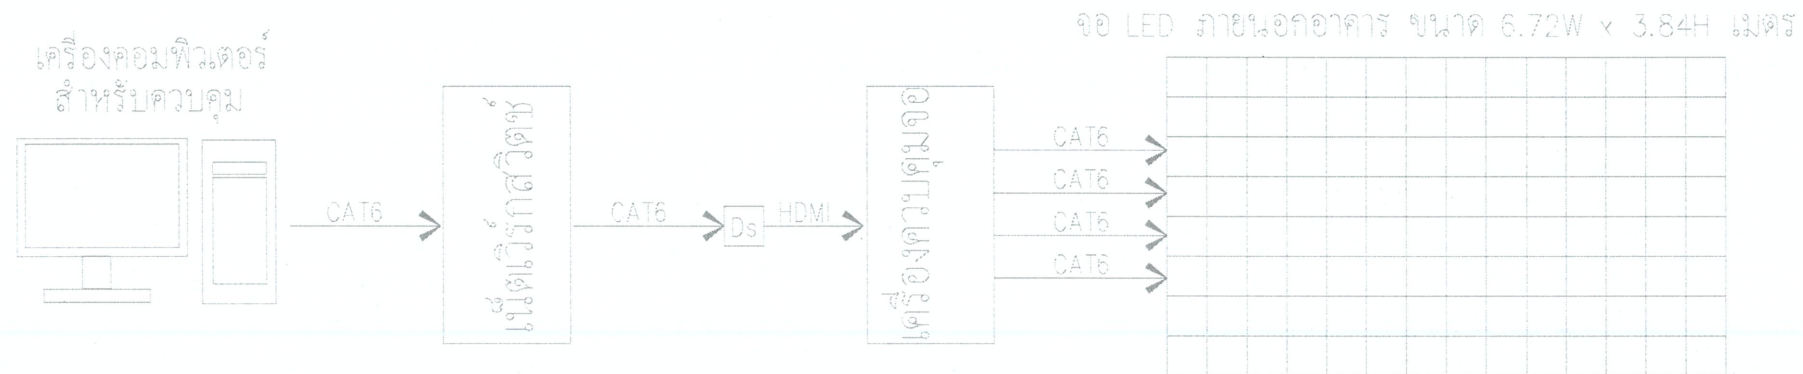 จอ LED ภายนอกอาคาร ขนาด 6.72W x 3.84H เมตร
เครื่องคอมพิวเตอร์
สำหรับควบคุม
CAT6
เน็ตเวิร์กสวิตช์
CAT6
Ds
HDMI
เครื่องควบคุมจอ
CAT6
CAT6
CAT6
CAT6